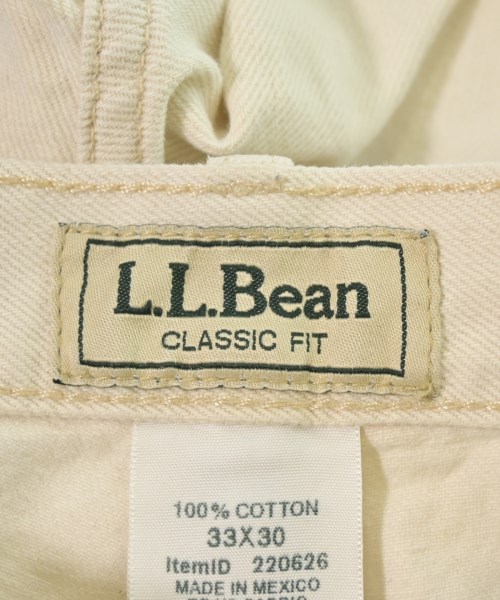 L.L.Bean
CLASSIC FIT
100% COTTON
33X30
ItemID 220626
MADE IN MEXICO